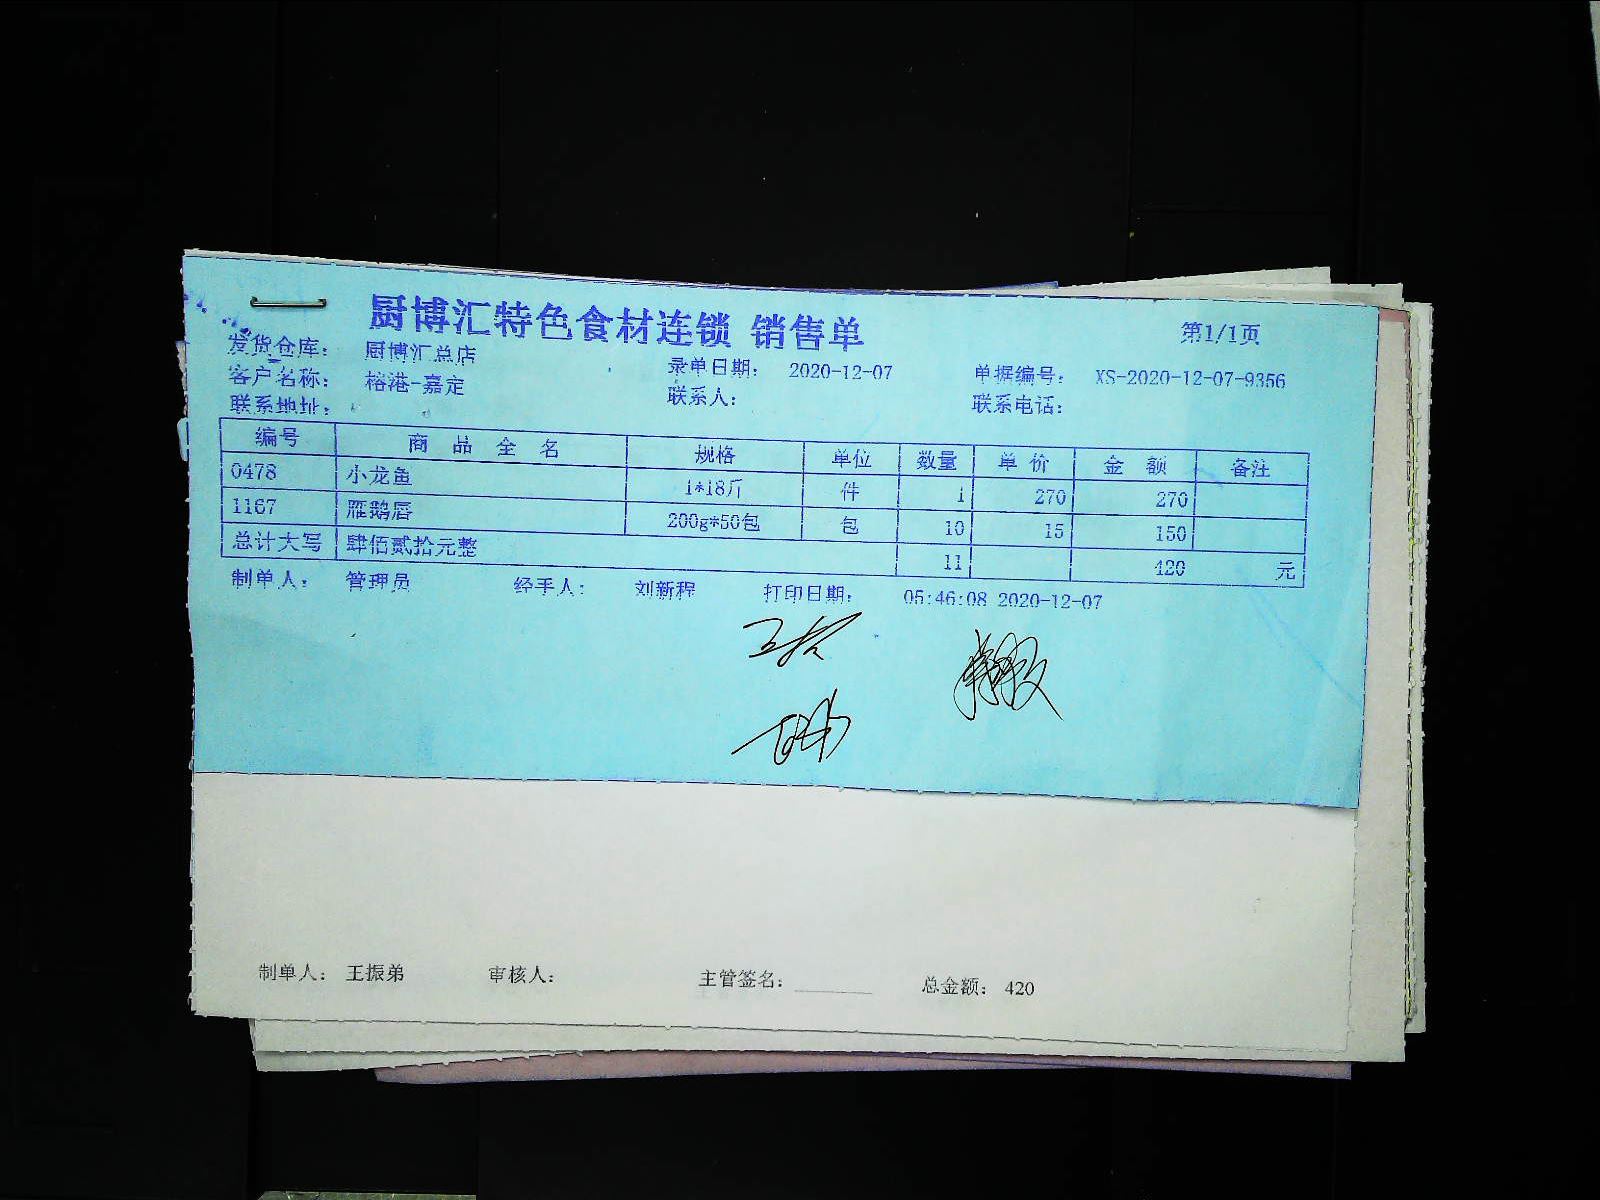 厨博汇特色食材连锁 销售单
第1/1页
发货仓库： 厨博汇总店 录单日期： 2020-12-07 单据编号： XS-2020-12-07-9356
客户名称： 榕港-嘉定 联系人： 联系电话：
联系地址：
编号 商品全名 规格 单位 数量 单价 金额 备注
0478 小龙鱼 1*18斤 件 1 270 270
1167 雁鹅唇 200g*50包 包 10 15 150
总计大写 肆佰贰拾元整 11 420 元
制单人： 管理员 经手人： 刘新程 打印日期： 05:46:08 2020-12-07
制单人： 王振弟 审核人： 主管签名： 总金额： 420